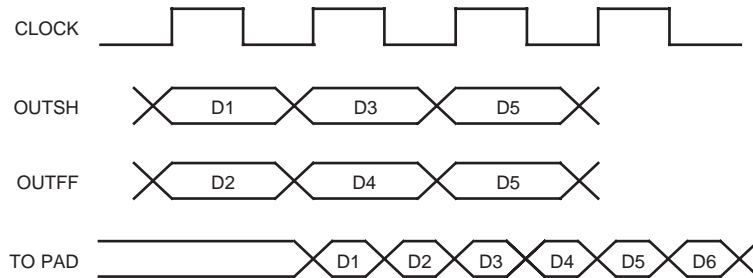 CLOCK
OUTSH D1 D3 D5
OUTFF D2 D4 D5
TO PAD D1 D2 D3 D4 D5 D6